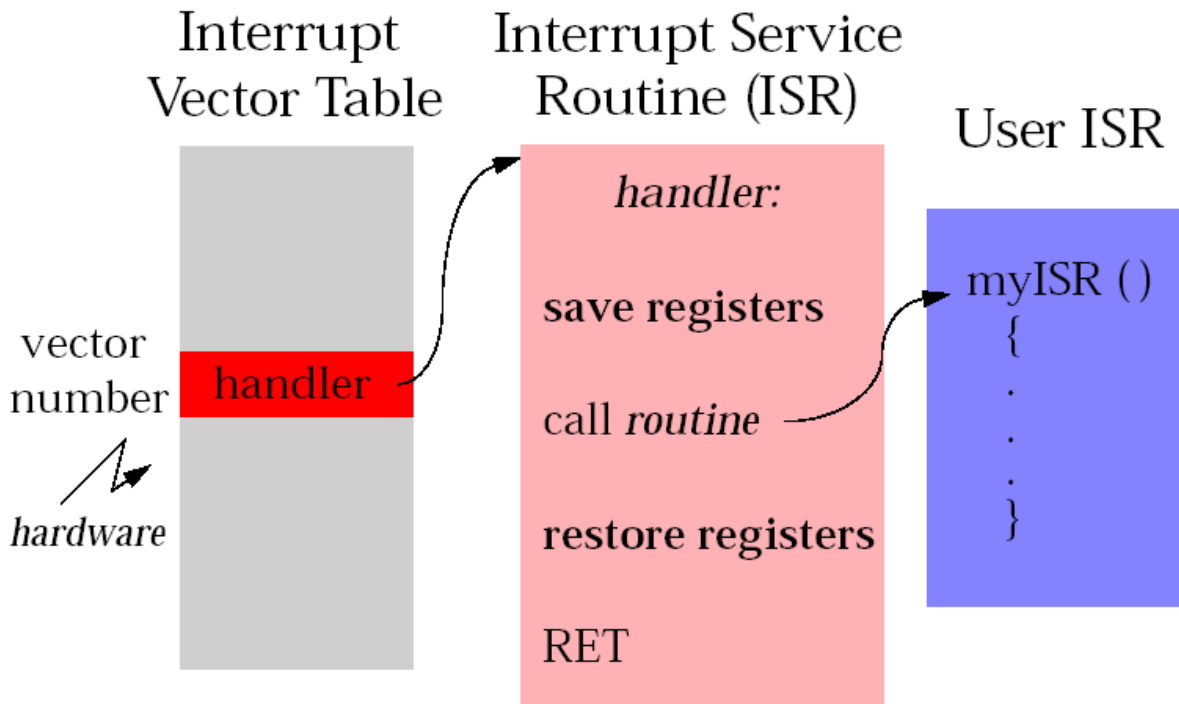 Interrupt
Vector Table
vector
number
hardware
handler
Interrupt Service
Routine (ISR)
handler:
save registers
call routine
restore registers
RET
User ISR
myISR ( )
{
.
.
.
}